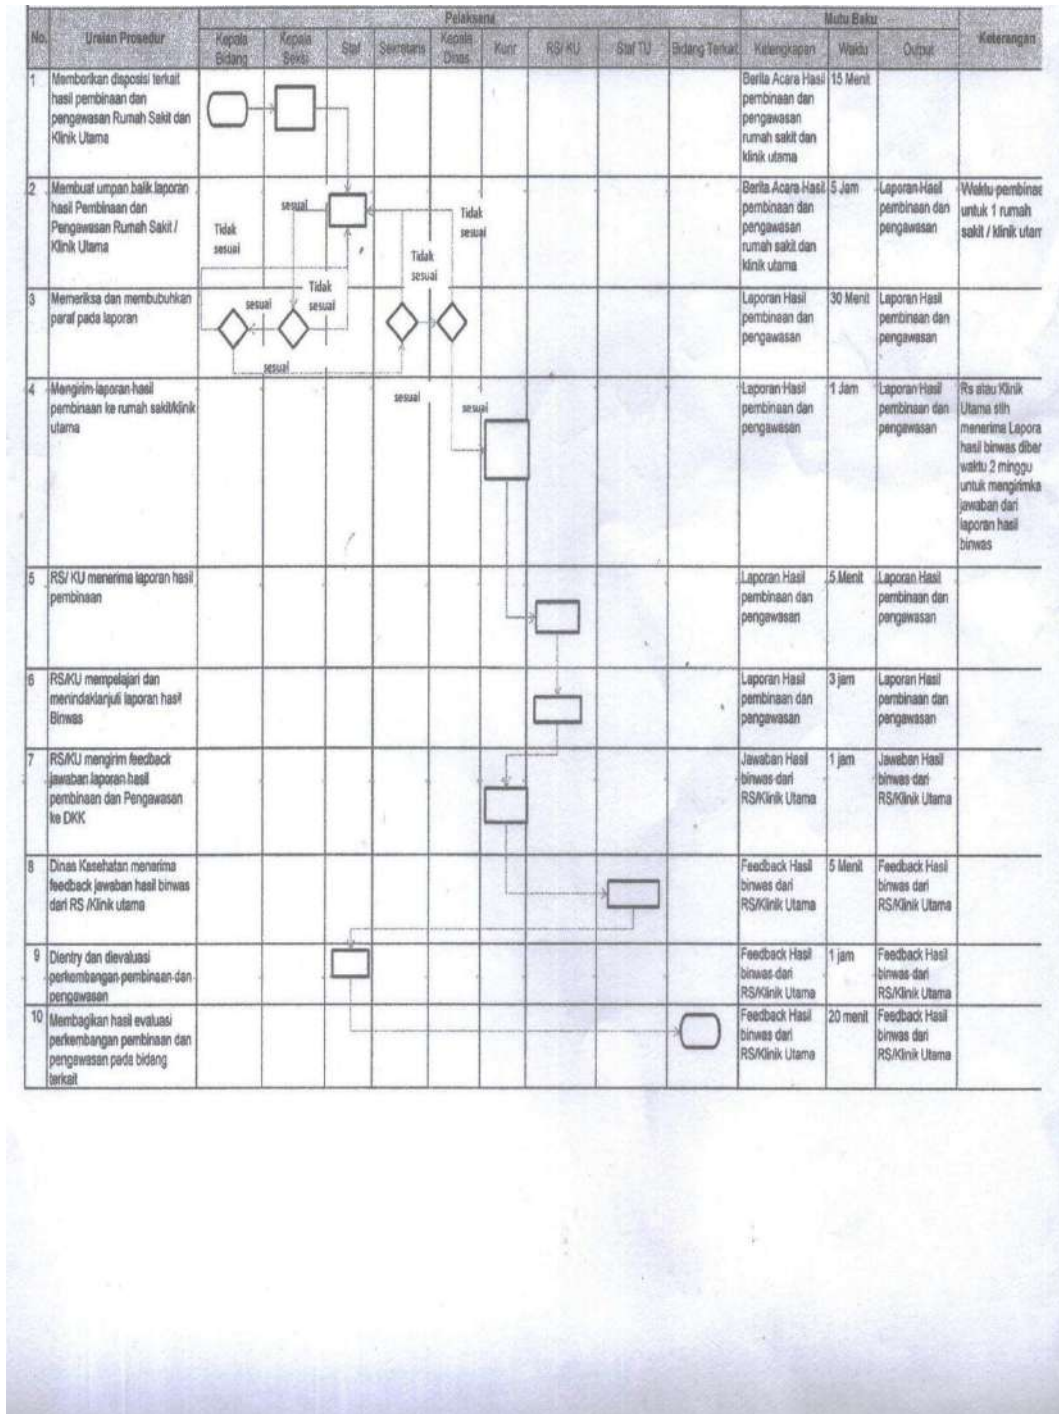 No.
Uraian Prosedur
Pelaksana
Mutu Baku
Keterangan
Kepala
Bidang
Kepala
Seksi
Staf
Sekretaris
Kepala
Dinas
Kurir
RS/ KU
Staf TU
Bidang Terkait
Kelengkapan
Waktu
Output
1
Memberikan disposisi terkait
hasil pembinaan dan
pengawasan Rumah Sakit dan
Klinik Utama
Berita Acara Hasil
pembinaan dan
pengawasan
rumah sakit dan
klinik utama
15 Menit
2
Membuat umpan balik laporan
hasil Pembinaan dan
Pengawasan Rumah Sakit /
Klinik Utama
Tidak
sesuai
sesuai
Tidak
sesuai
Tidak
sesuai
Berita Acara Hasil
pembinaan dan
pengawasan
rumah sakit dan
klinik utama
5 Jam
Laporan Hasil
pembinaan dan
pengawasan
Waktu pembinaa
untuk 1 rumah
sakit / klinik utam
3
Memeriksa dan membubuhkan
paraf pada laporan
sesuai
Tidak
sesuai
sesuai
Laporan Hasil
pembinaan dan
pengawasan
30 Menit
Laporan Hasil
pembinaan dan
pengawasan
4
Mengirim laporan hasil
pembinaan ke rumah sakit/klinik
utama
sesuai
sesuai
Laporan Hasil
pembinaan dan
pengawasan
1 Jam
Laporan Hasil
pembinaan dan
pengawasan
Rs atau Klinik
Utama stlh
menerima Lapora
hasil binwas diber
waktu 2 minggu
untuk mengirimka
jawaban dari
laporan hasil
binwas
5
RS/ KU menerima laporan hasil
pembinaan
Laporan Hasil
pembinaan dan
pengawasan
5 Menit
Laporan Hasil
pembinaan dan
pengawasan
6
RS/KU mempelajari dan
menindaklanjuti laporan hasil
Binwas
Laporan Hasil
pembinaan dan
pengawasan
3 jam
Laporan Hasil
pembinaan dan
pengawasan
7
RS/KU mengirim feedback
jawaban laporan hasil
pembinaan dan Pengawasan
ke DKK
Jawaban Hasil
binwas dari
RS/Klinik Utama
1 jam
Jawaban Hasil
binwas dari
RS/Klinik Utama
8
Dinas Kesehatan menerima
feedback jawaban hasil binwas
dari RS /Klinik utama
Feedback Hasil
binwas dari
RS/Klinik Utama
5 Menit
Feedback Hasil
binwas dari
RS/Klinik Utama
9
Dientry dan dievaluasi
perkembangan pembinaan dan
pengawasan
Feedback Hasil
binwas dari
RS/Klinik Utama
1 jam
Feedback Hasil
binwas dari
RS/Klinik Utama
10
Membagikan hasil evaluasi
perkembangan pembinaan dan
pengawasan pada bidang
terkait
Feedback Hasil
binwas dari
RS/Klinik Utama
20 menit
Feedback Hasil
binwas dari
RS/Klinik Utama